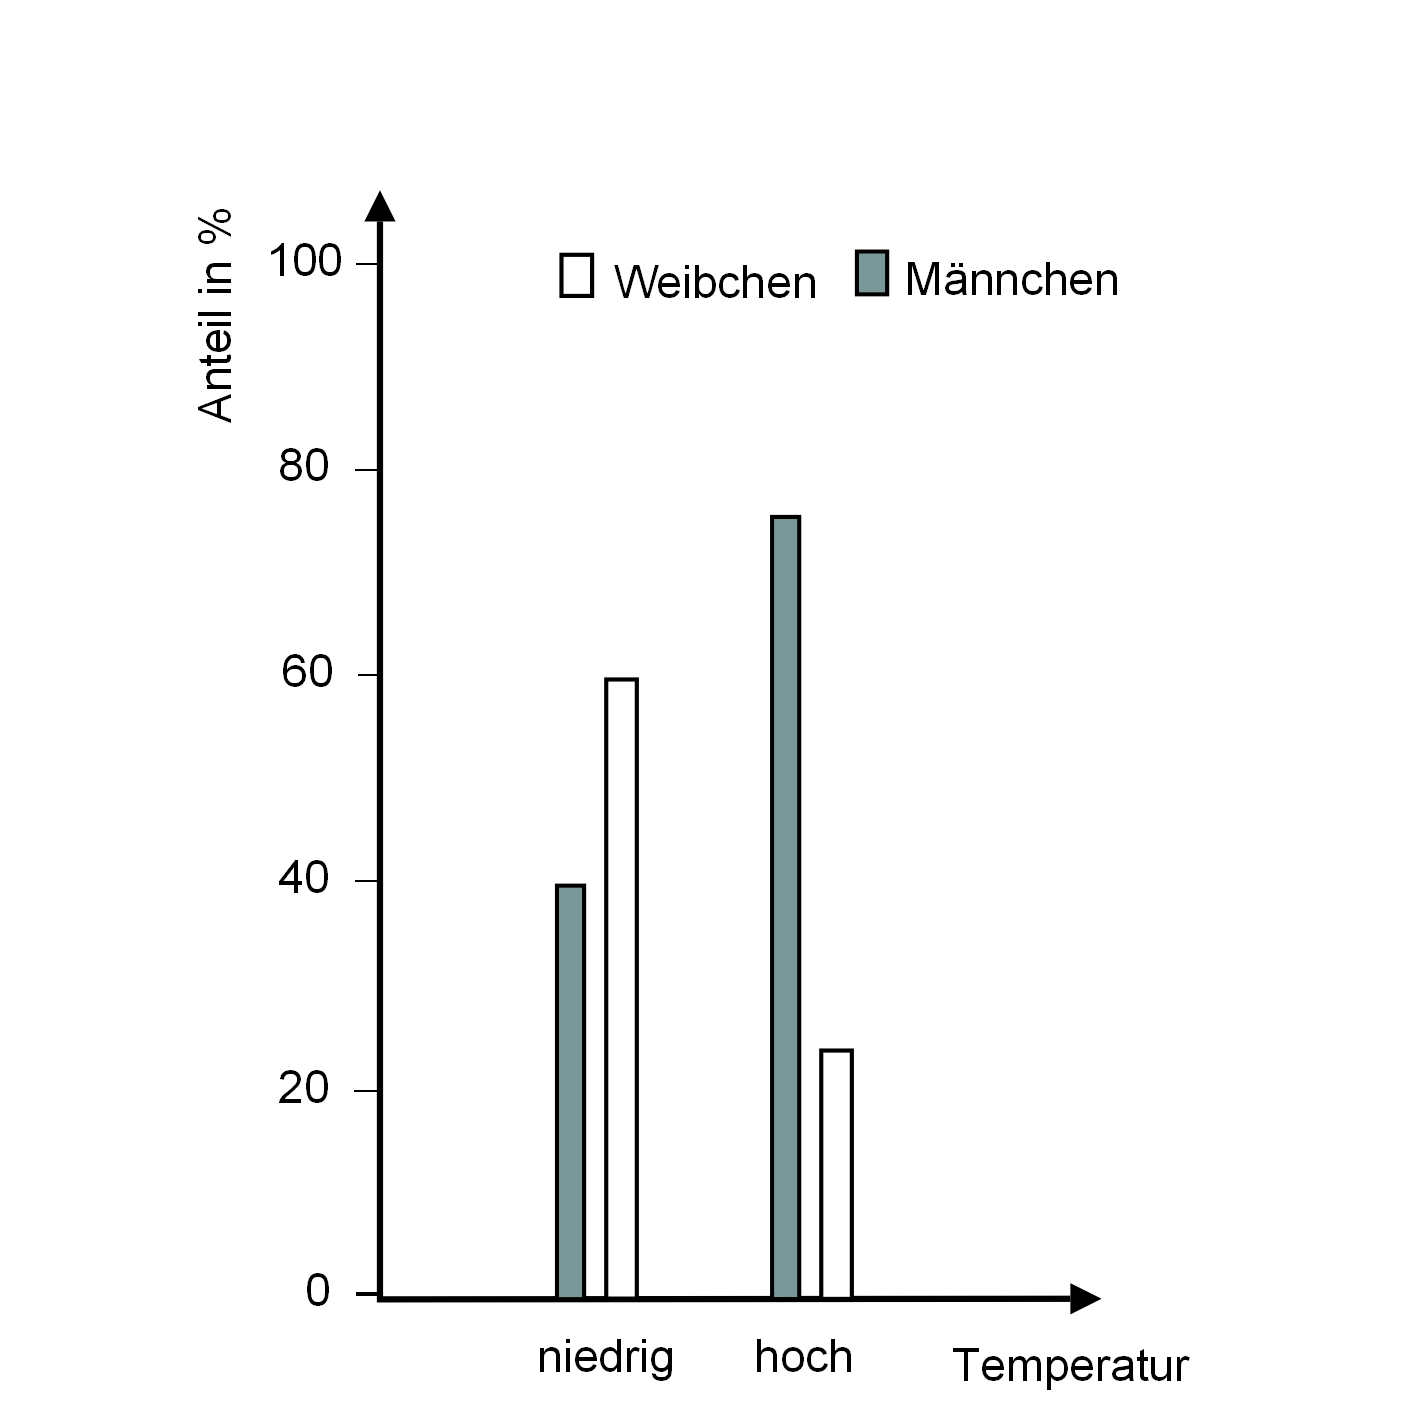 Anteil in %
100
Weibchen
Männchen
80
60
40
20
0
niedrig
hoch
Temperatur